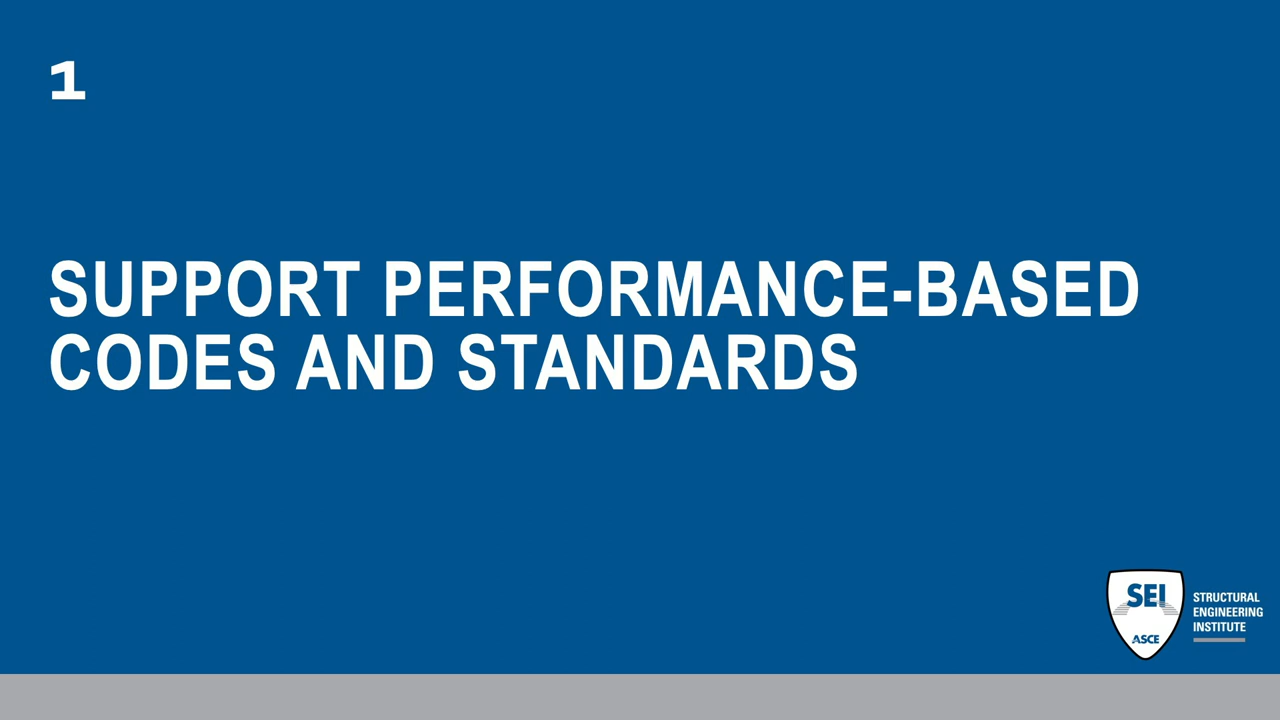 1
SUPPORT PERFORMANCE-BASED
CODES AND STANDARDS
SEI
ASCE
STRUCTURAL
ENGINEERING
INSTITUTE